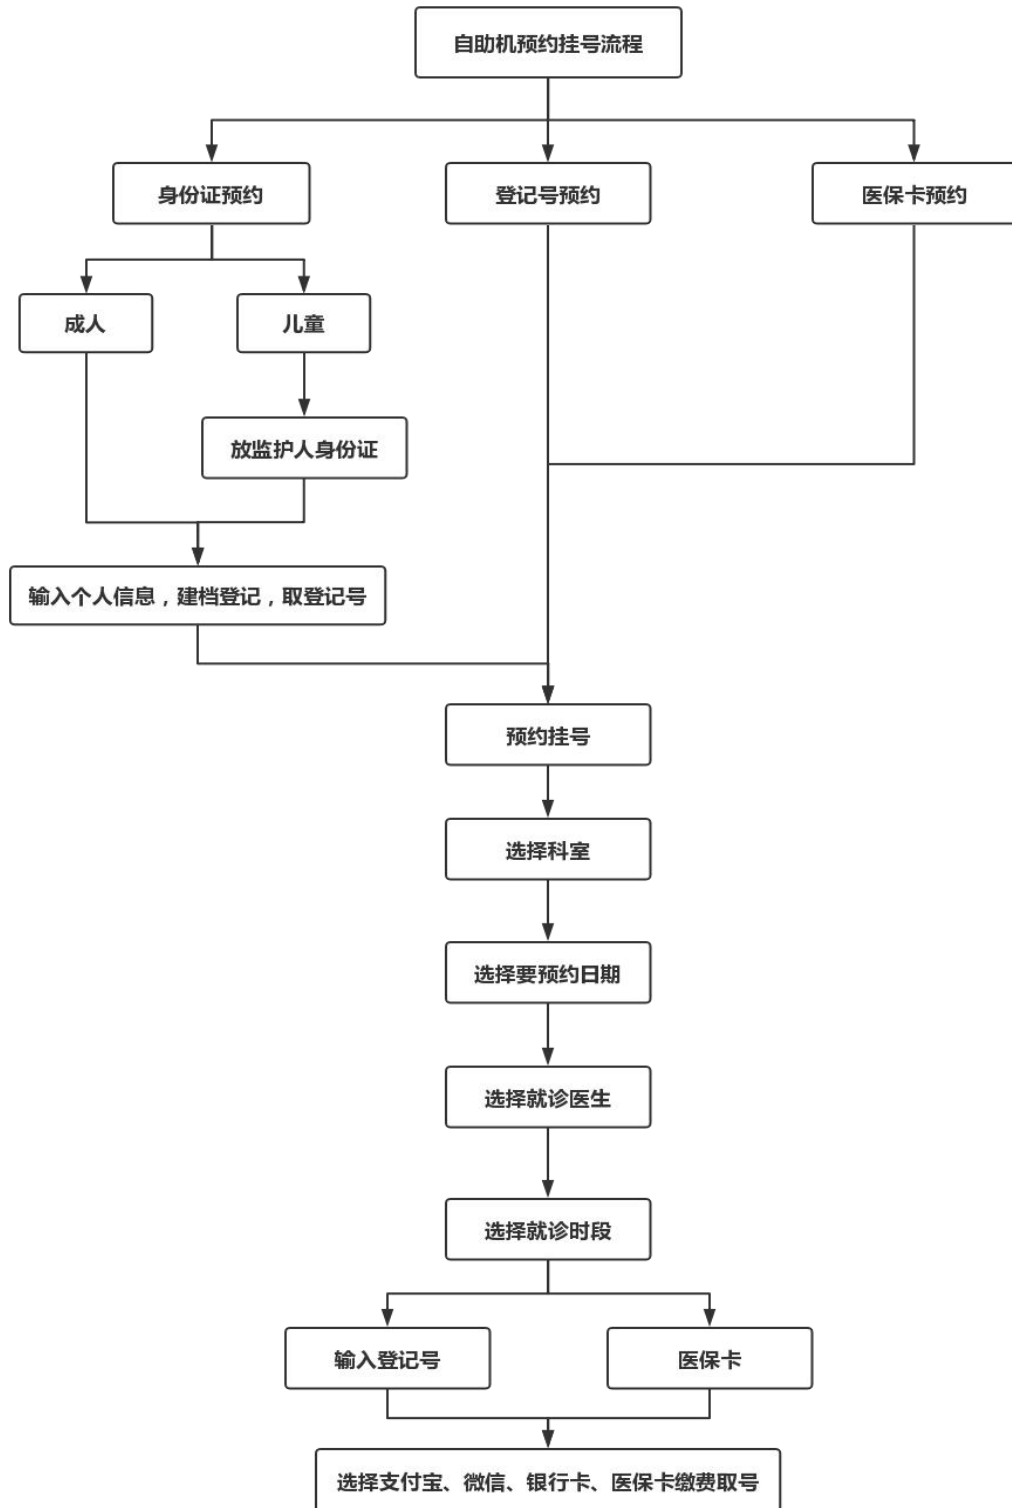 自助机预约挂号流程
身份证预约
登记号预约
医保卡预约
成人
儿童
放监护人身份证
输入个人信息，建档登记，取登记号
预约挂号
选择科室
选择要预约日期
选择就诊医生
选择就诊时段
输入登记号
医保卡
选择支付宝、微信、银行卡、医保卡缴费取号